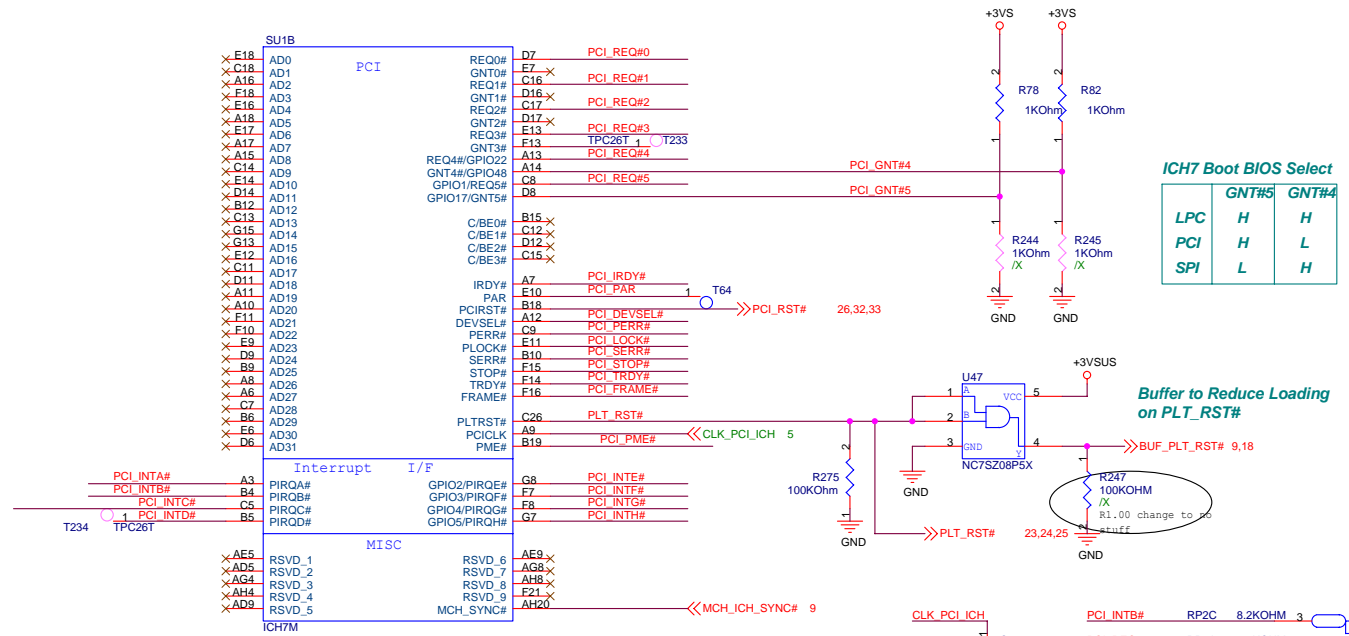 +3VS +3VS
SU1B
PCI
E18 AD0 REQ0# D7 PCI_REQ#0
C18 AD1 GNT0# E7
A16 AD2 REQ1# C16 PCI_REQ#1
F18 AD3 GNT1# D16
E16 AD4 REQ2# C17 PCI_REQ#2
A18 AD5 GNT2# D17
E17 AD6 REQ3# E13 PCI_REQ#3
A17 AD7 GNT3# F13 TPC26T 1 T233
A15 AD8 REQ4#/GPIO22 A13 PCI_REQ#4
C14 AD9 GNT4#/GPIO48 A14 PCI_GNT#4
E14 AD10 GPIO1/REQ5# C8 PCI_REQ#5
D14 AD11 GPIO17/GNT5# D8 PCI_GNT#5
B12 AD12
C13 AD13 C/BE0# B15
G15 AD14 C/BE1# C12
G13 AD15 C/BE2# D12
E12 AD16 C/BE3# C15
C11 AD17
D11 AD18 IRDY# A7 PCI_IRDY#
A11 AD19 PAR E10 PCI_PAR 1 T64
A10 AD20 PCIRST# B18 PCI_RST# 26,32,33
F11 AD21 DEVSEL# A12 PCI_DEVSEL#
F10 AD22 PERR# C9 PCI_PERR#
E9 AD23 PLOCK# E11 PCI_LOCK#
D9 AD24 SERR# B10 PCI_SERR#
B9 AD25 STOP# F15 PCI_STOP#
A8 AD26 TRDY# F14 PCI_TRDY#
A6 AD27 FRAME# F16 PCI_FRAME#
C7 AD28
B6 AD29 PLTRST# C26 PLT_RST#
E6 AD30 PCICLK A9 CLK_PCI_ICH 5
D6 AD31 PME# B19 PCI_PME#
Interrupt I/F
PCI_INTA# A3 PIRQA# GPIO2/PIRQE# G8 PCI_INTE#
PCI_INTB# B4 PIRQB# GPIO3/PIRQF# F7 PCI_INTF#
PCI_INTC# C5 PIRQC# GPIO4/PIRQG# F8 PCI_INTG#
T234 1 TPC26T PCI_INTD# B5 PIRQD# GPIO5/PIRQH# G7 PCI_INTH#
MISC
AE5 RSVD_1 RSVD_6 AE9
AD5 RSVD_2 RSVD_7 AG8
AG4 RSVD_3 RSVD_8 AH8
AH4 RSVD_4 RSVD_9 F21
AD9 RSVD_5 MCH_SYNC# AH20 MCH_ICH_SYNC# 9
ICH7M
2 2
R78 R82
1KOhm 1KOhm
1 1
1 1
R244 R245
1KOhm 1KOhm
/X /X
2 2
GND GND
ICH7 Boot BIOS Select
GNT#5 GNT#4
LPC H H
PCI H L
SPI L H
+3VSUS
U47
1 A VCC 5
2 B
3 GND Y 4
NC7SZ08P5X
GND
Buffer to Reduce Loading
on PLT_RST#
BUF_PLT_RST# 9,18
2
R275
100KOhm
1
GND
PLT_RST# 23,24,25
1
R247
100KOHM
/X
R1.00 change to no
stuff
2
GND
CLK_PCI_ICH
1
PCI_INTB# RP2C 8.2KOHM 3